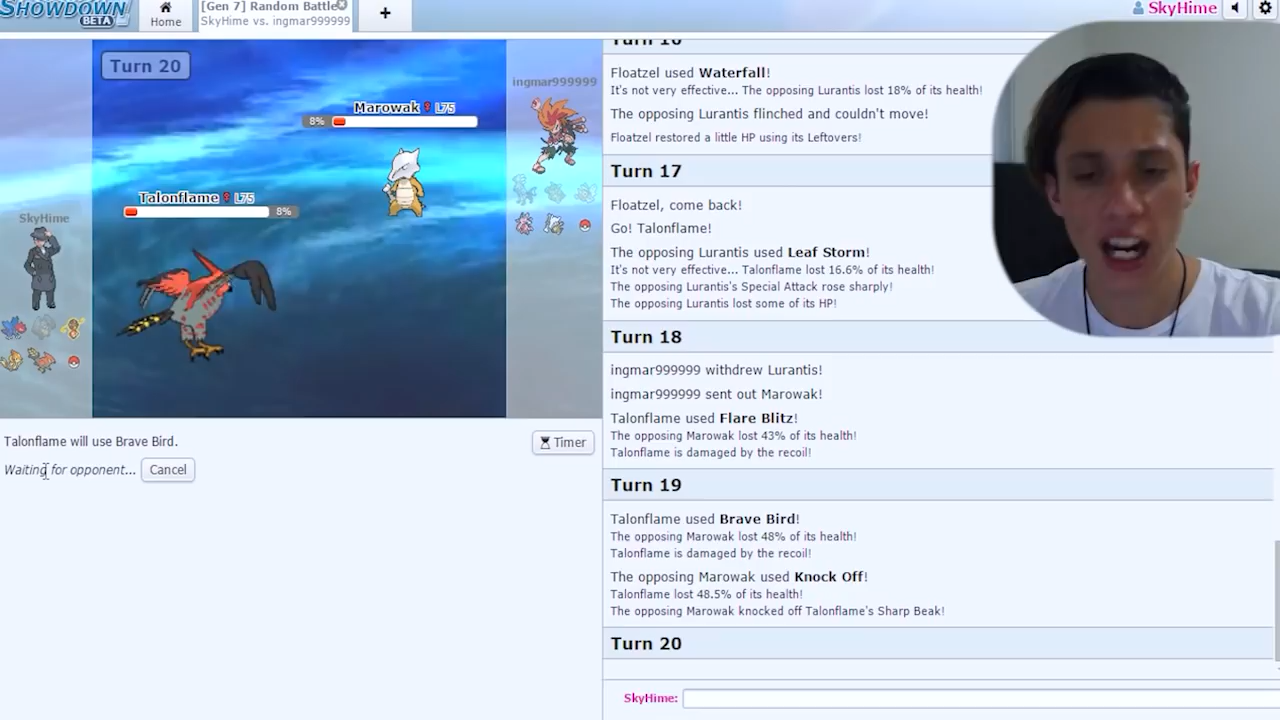 SHOWDOWN
BETA
Home
[Gen 7] Random Battle
SkyHime vs. ingmar999999
+
SkyHime
Turn 20
ingmar999999
Marowak L75
8%
Talonflame L75
8%
SkyHime
Talonflame will use Brave Bird.
Timer
Waiting for opponent... Cancel
Turn 16
Floatzel used Waterfall!
It's not very effective... The opposing Lurantis lost 18% of its health!
The opposing Lurantis flinched and couldn't move!
Floatzel restored a little HP using its Leftovers!
Turn 17
Floatzel, come back!
Go! Talonflame!
The opposing Lurantis used Leaf Storm!
It's not very effective... Talonflame lost 16.6% of its health!
The opposing Lurantis's Special Attack rose sharply!
The opposing Lurantis lost some of its HP!
Turn 18
ingmar999999 withdrew Lurantis!
ingmar999999 sent out Marowak!
Talonflame used Flare Blitz!
The opposing Marowak lost 43% of its health!
Talonflame is damaged by the recoil!
Turn 19
Talonflame used Brave Bird!
The opposing Marowak lost 48% of its health!
Talonflame is damaged by the recoil!
The opposing Marowak used Knock Off!
Talonflame lost 48.5% of its health!
The opposing Marowak knocked off Talonflame's Sharp Beak!
Turn 20
SkyHime: